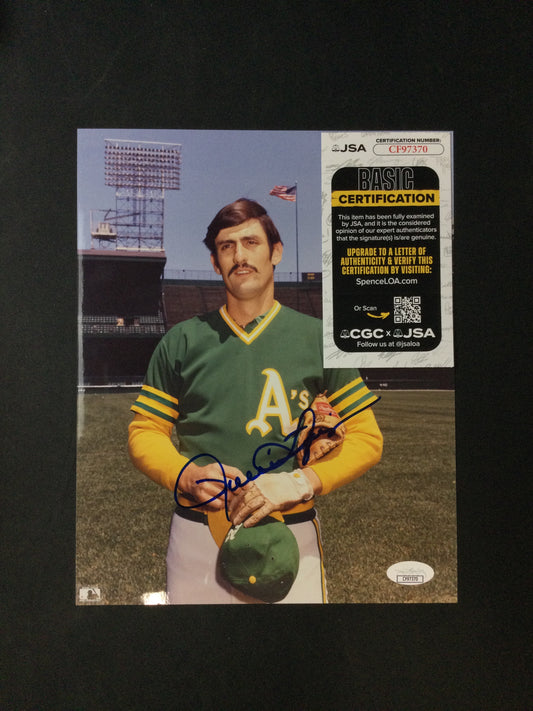 JSA
CERTIFICATION NUMBER:
CF97370
BASIC
CERTIFICATION
This item has been fully examined
by JSA, and it is the considered
opinion of our expert authenticators
that the signature(s) is/are genuine.
UPGRADE TO A LETTER OF
AUTHENTICITY & VERIFY THIS
CERTIFICATION BY VISITING:
SpenceLOA.com
Or Scan
CGC x JSA
Follow us at @jsaloa
A's
CF97370